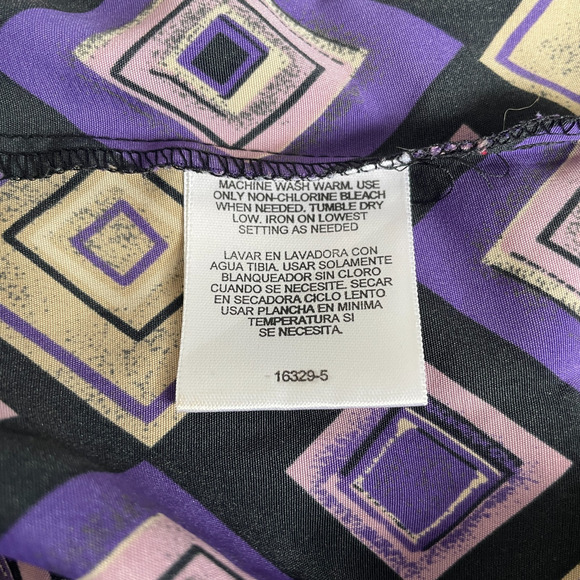 MACHINE WASH WARM. USE
ONLY NON-CHLORINE BLEACH
WHEN NEEDED. TUMBLE DRY
LOW. IRON ON LOWEST
SETTING AS NEEDED
LAVAR EN LAVADORA CON
AGUA TIBIA. USAR SOLAMENTE
BLANQUEADOR SIN CLORO
CUANDO SE NECESITE. SECAR
EN SECADORA CICLO LENTO
USAR PLANCHA EN MINIMA
TEMPERATURA SI
SE NECESITA.
16329-5